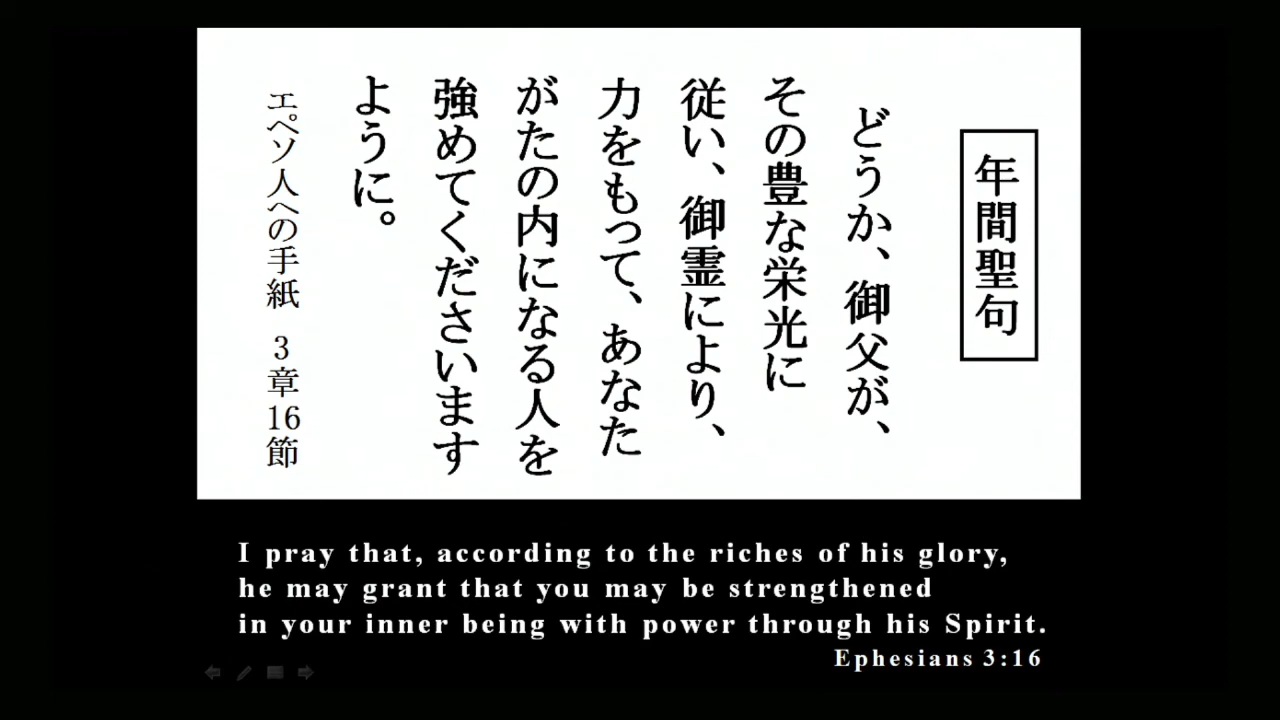 年間聖句
どうか、御父が、
その豊な栄光に
従い、御霊により、
力をもって、あなた
がたの内になる人を
強めてくださいます
ように。
エペソ人への手紙 3章16節
I pray that, according to the riches of his glory,
he may grant that you may be strengthened
in your inner being with power through his Spirit.
Ephesians 3:16